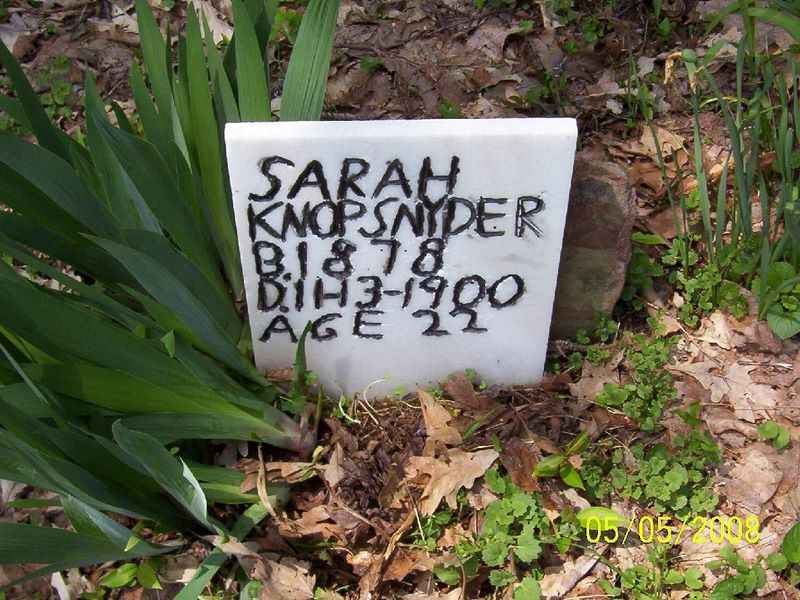 SARAH
KNOPSNYDER
B.1878
D.1H3-1900
AGE 22
05/05/2008